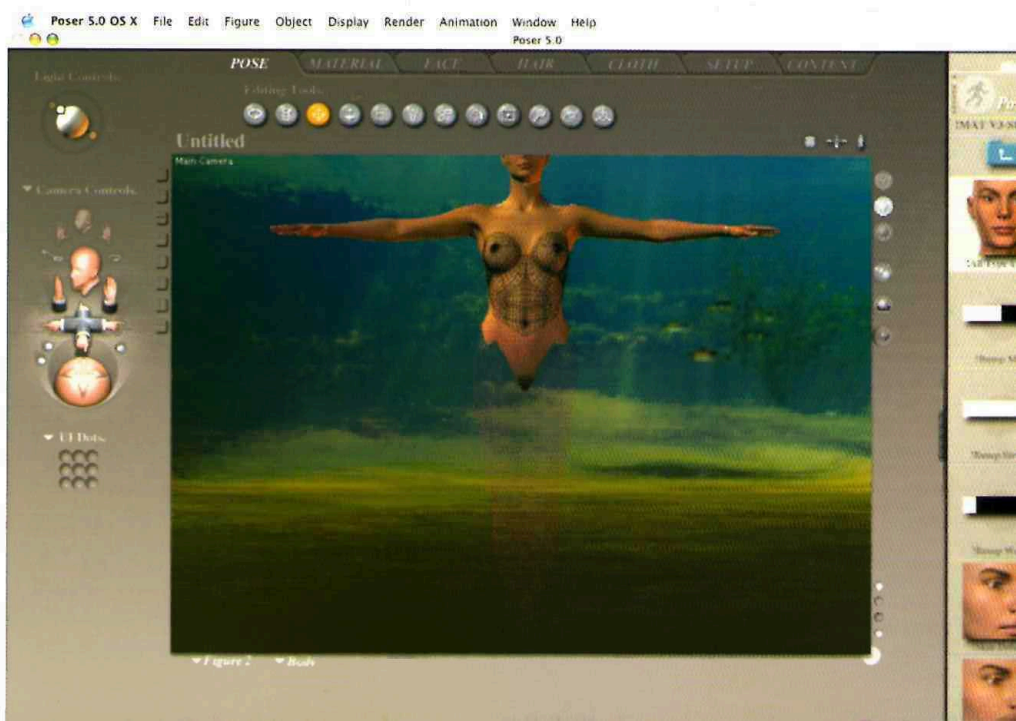 Poser 5.0 OS X File Edit Figure Object Display Render Animation Window Help
Poser 5.0
POSE MATERIAL FACE HAIR CLOTH SETUP CONTENT
Light Controls
Editing Tools
Untitled
Main Camera
Camera Controls
UI Dots
Figure 2 Body